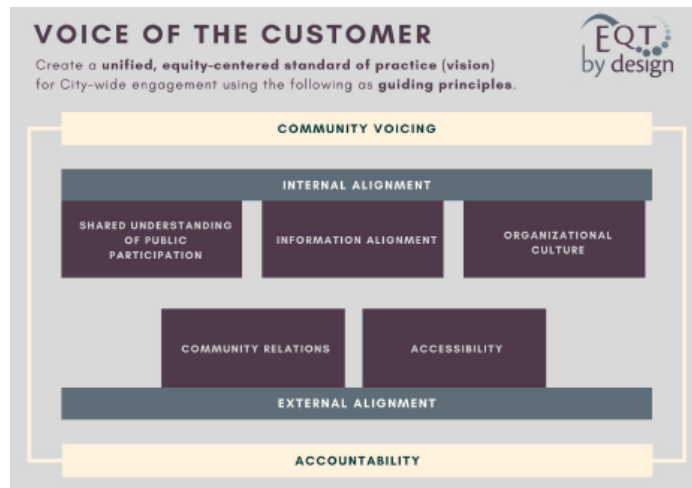 VOICE OF THE CUSTOMER
EQT
by design
Create a unified, equity-centered standard of practice (vision)
for City-wide engagement using the following as guiding principles.
COMMUNITY VOICING
INTERNAL ALIGNMENT
SHARED UNDERSTANDING
OF PUBLIC
PARTICIPATION
INFORMATION ALIGNMENT
ORGANIZATIONAL
CULTURE
COMMUNITY RELATIONS
ACCESSIBILITY
EXTERNAL ALIGNMENT
ACCOUNTABILITY